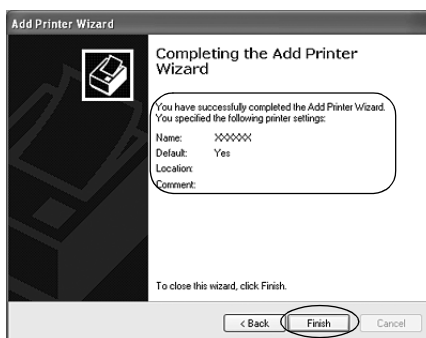 Add Printer Wizard
Completing the Add Printer
Wizard
You have successfully completed the Add Printer Wizard.
You specified the following printer settings:
Name: XXXXXX
Default: Yes
Location:
Comment:
To close this wizard, click Finish.
< Back Finish Cancel